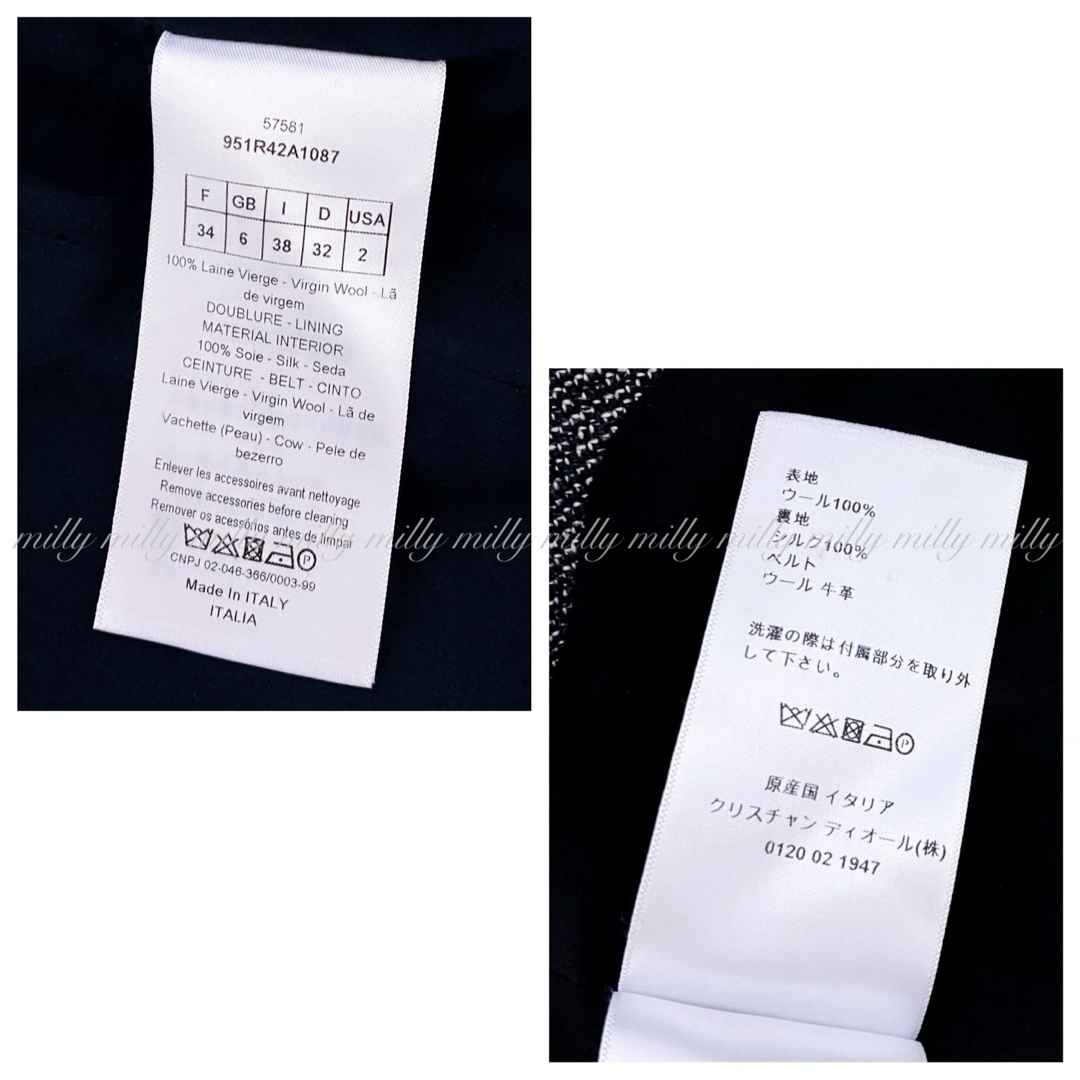 57581
951R42A1087
F GB I D USA
34 6 38 32 2
100% Laine Vierge - Virgin Wool - Lã
de virgem
DOUBLURE - LINING
MATERIAL INTERIOR
100% Soie - Silk - Seda
CEINTURE - BELT - CINTO
Laine Vierge - Virgin Wool - Lã de
virgem
Vachette (Peau) - Cow - Pele de
bezerro
Enlever les accessoires avant nettoyage
Remove accessories before cleaning
Remover os acessórios antes de limpar
P
CNPJ 02-046-366/0003-99
Made In ITALY
ITALIA
milly milly milly milly milly milly milly milly milly milly milly milly
表地
ウール100%
裏地
シルク100%
ベルト
ウール 牛革
洗濯の際は付属部分を取り外
して下さい。
P
原産国 イタリア
クリスチャン ディオール(株)
0120 02 1947